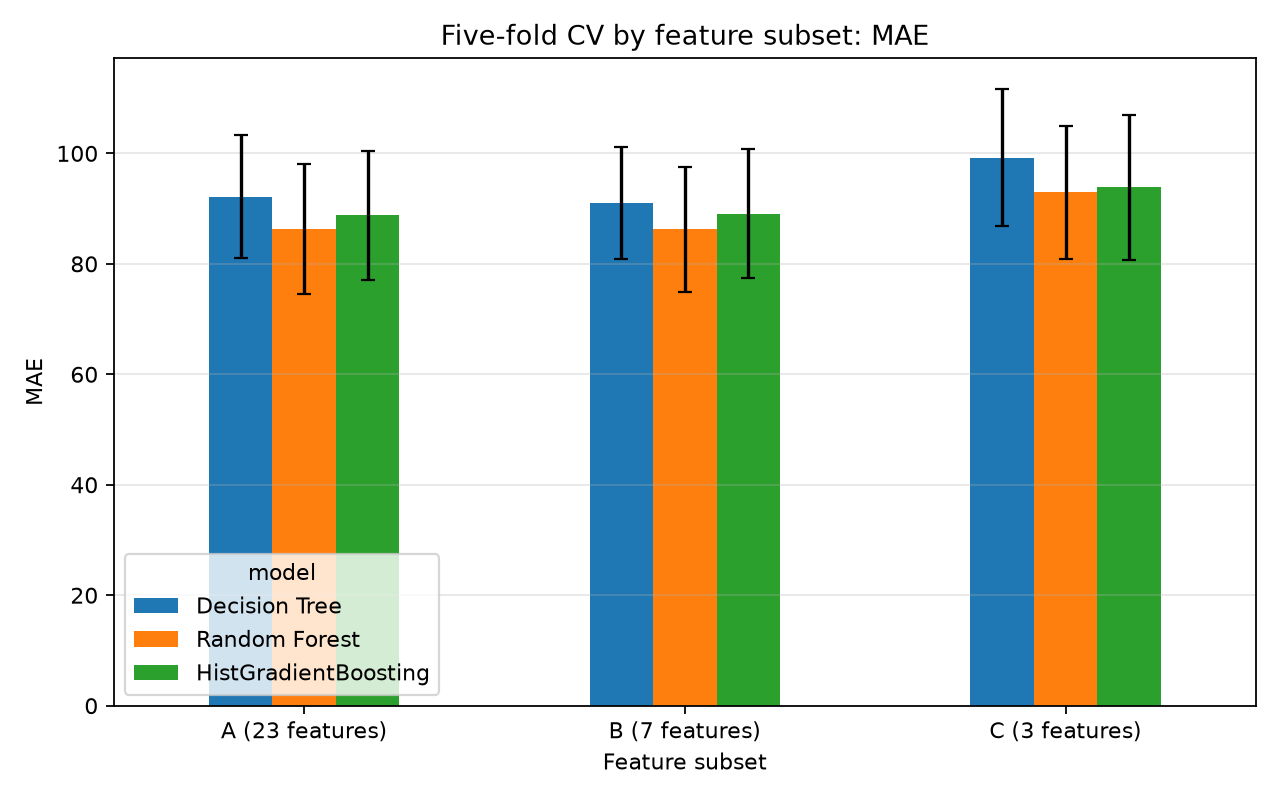 Five-fold CV by feature subset: MAE
MAE
100
80
60
40
20
0
model
Decision Tree
Random Forest
HistGradientBoosting
A (23 features)
B (7 features)
C (3 features)
Feature subset